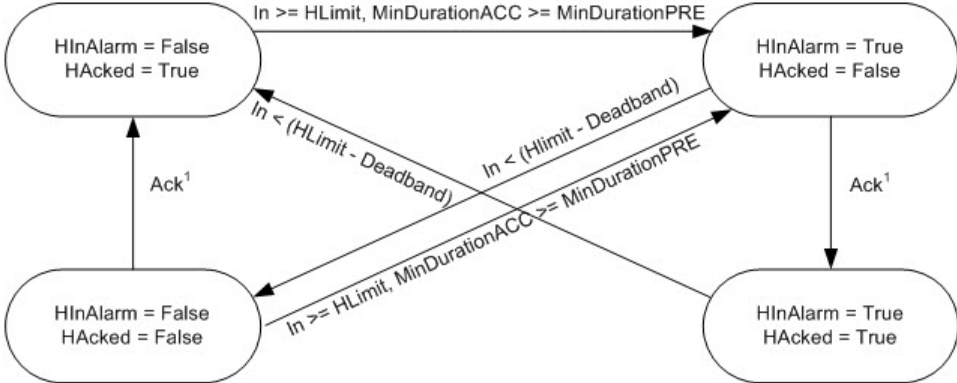 In >= HLimit, MinDurationACC >= MinDurationPRE
HInAlarm = False
HAcked = True
HInAlarm = True
HAcked = False
In < (HLimit - Deadband)
In < (Hlimit - Deadband)
In >= HLimit, MinDurationACC >= MinDurationPRE
Ack¹
Ack¹
HInAlarm = False
HAcked = False
HInAlarm = True
HAcked = True